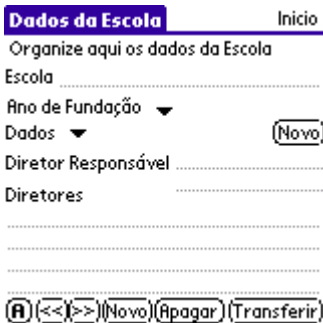 Dados da Escola Inicio
Organize aqui os dados da Escola
Escola
Ano de Fundação
Dados Novo
Diretor Responsável
Diretores
A << >> Novo Apagar Transferir